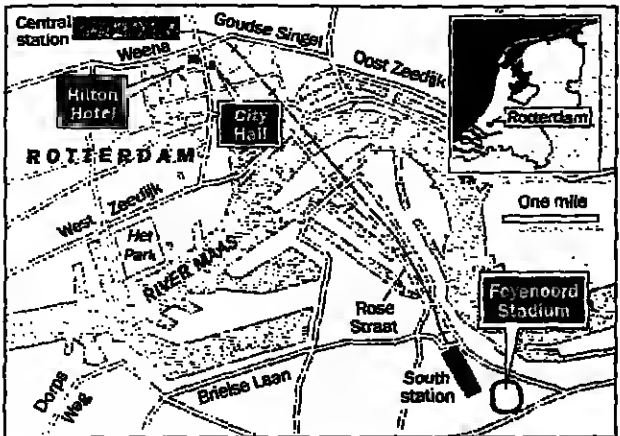 Central
station
Goudse Singel
Weena
Oost Zeedijk
Hilton
Hotel
City
Hall
Rotterdam
ROTTERDAM
West Zeedijk
One mile
Het
Park
RIVER MAAS
Feyenoord
Stadium
Rose
Straat
South
station
Brielse Laan
Dorps
Weg